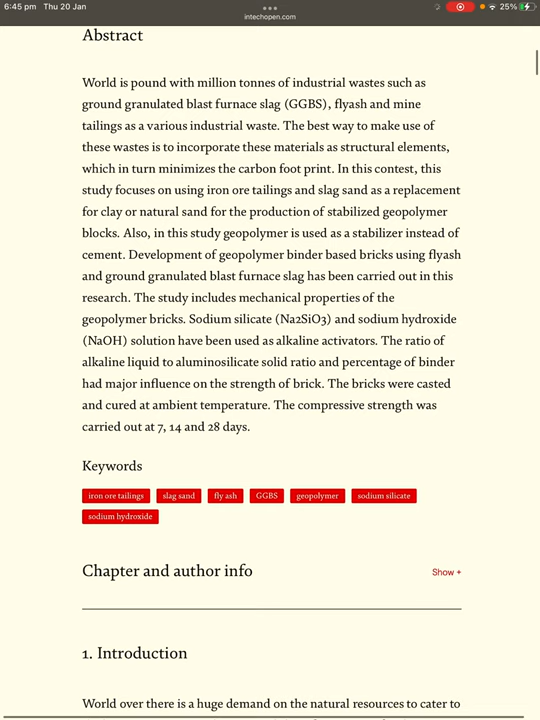 6:45 pm Thu 20 Jan
25%
intechopen.com
Abstract
World is pound with million tonnes of industrial wastes such as
ground granulated blast furnace slag (GGBS), flyash and mine
tailings as a various industrial waste. The best way to make use of
these wastes is to incorporate these materials as structural elements,
which in turn minimizes the carbon foot print. In this contest, this
study focuses on using iron ore tailings and slag sand as a replacement
for clay or natural sand for the production of stabilized geopolymer
blocks. Also, in this study geopolymer is used as a stabilizer instead of
cement. Development of geopolymer binder based bricks using flyash
and ground granulated blast furnace slag has been carried out in this
research. The study includes mechanical properties of the
geopolymer bricks. Sodium silicate (Na2SiO3) and sodium hydroxide
(NaOH) solution have been used as alkaline activators. The ratio of
alkaline liquid to aluminosilicate solid ratio and percentage of binder
had major influence on the strength of brick. The bricks were casted
and cured at ambient temperature. The compressive strength was
carried out at 7, 14 and 28 days.
Keywords
iron ore tailings slag sand fly ash GGBS geopolymer sodium silicate
sodium hydroxide
Chapter and author info
Show +
1. Introduction
World over there is a huge demand on the natural resources to cater to